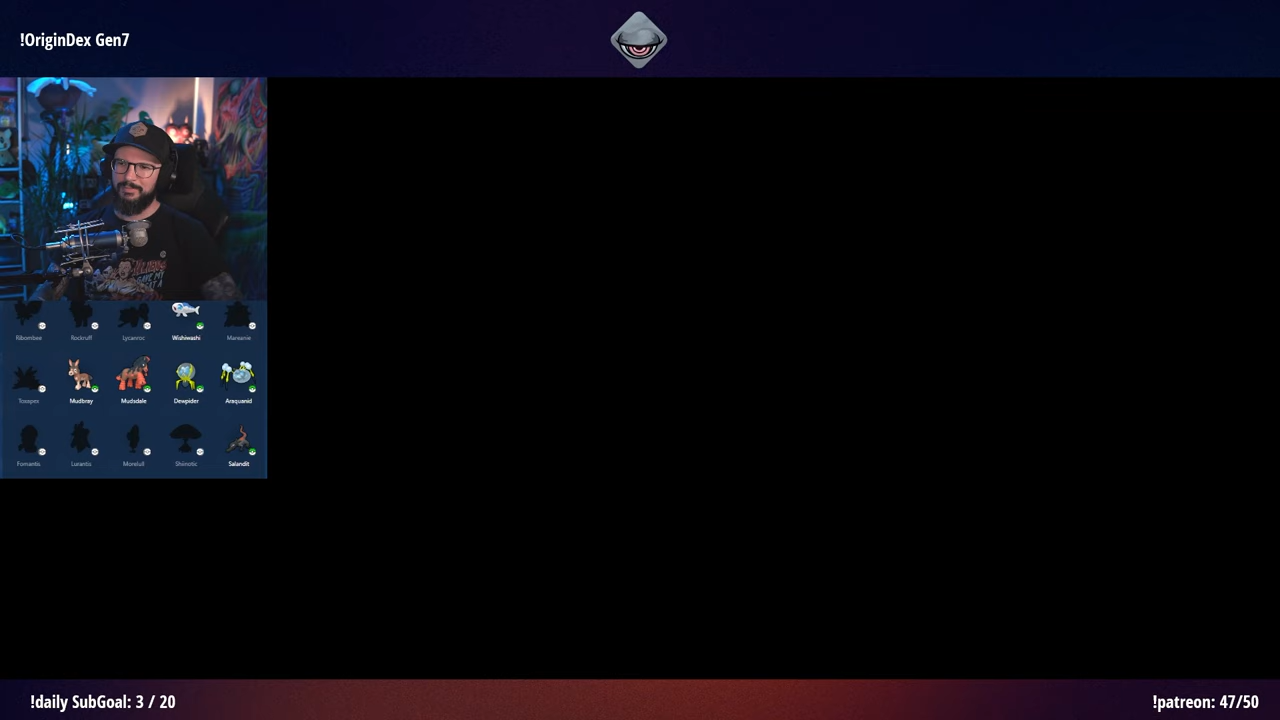 !OriginDex Gen7
Ribombee Rockruff Lycanroc Wishiwashi Mareanie
Toxapex Mudbray Mudsdale Dewpider Araquanid
Fomantis Lurantis Morelull Shiinotic Salandit
!daily SubGoal: 3 / 20
!patreon: 47/50